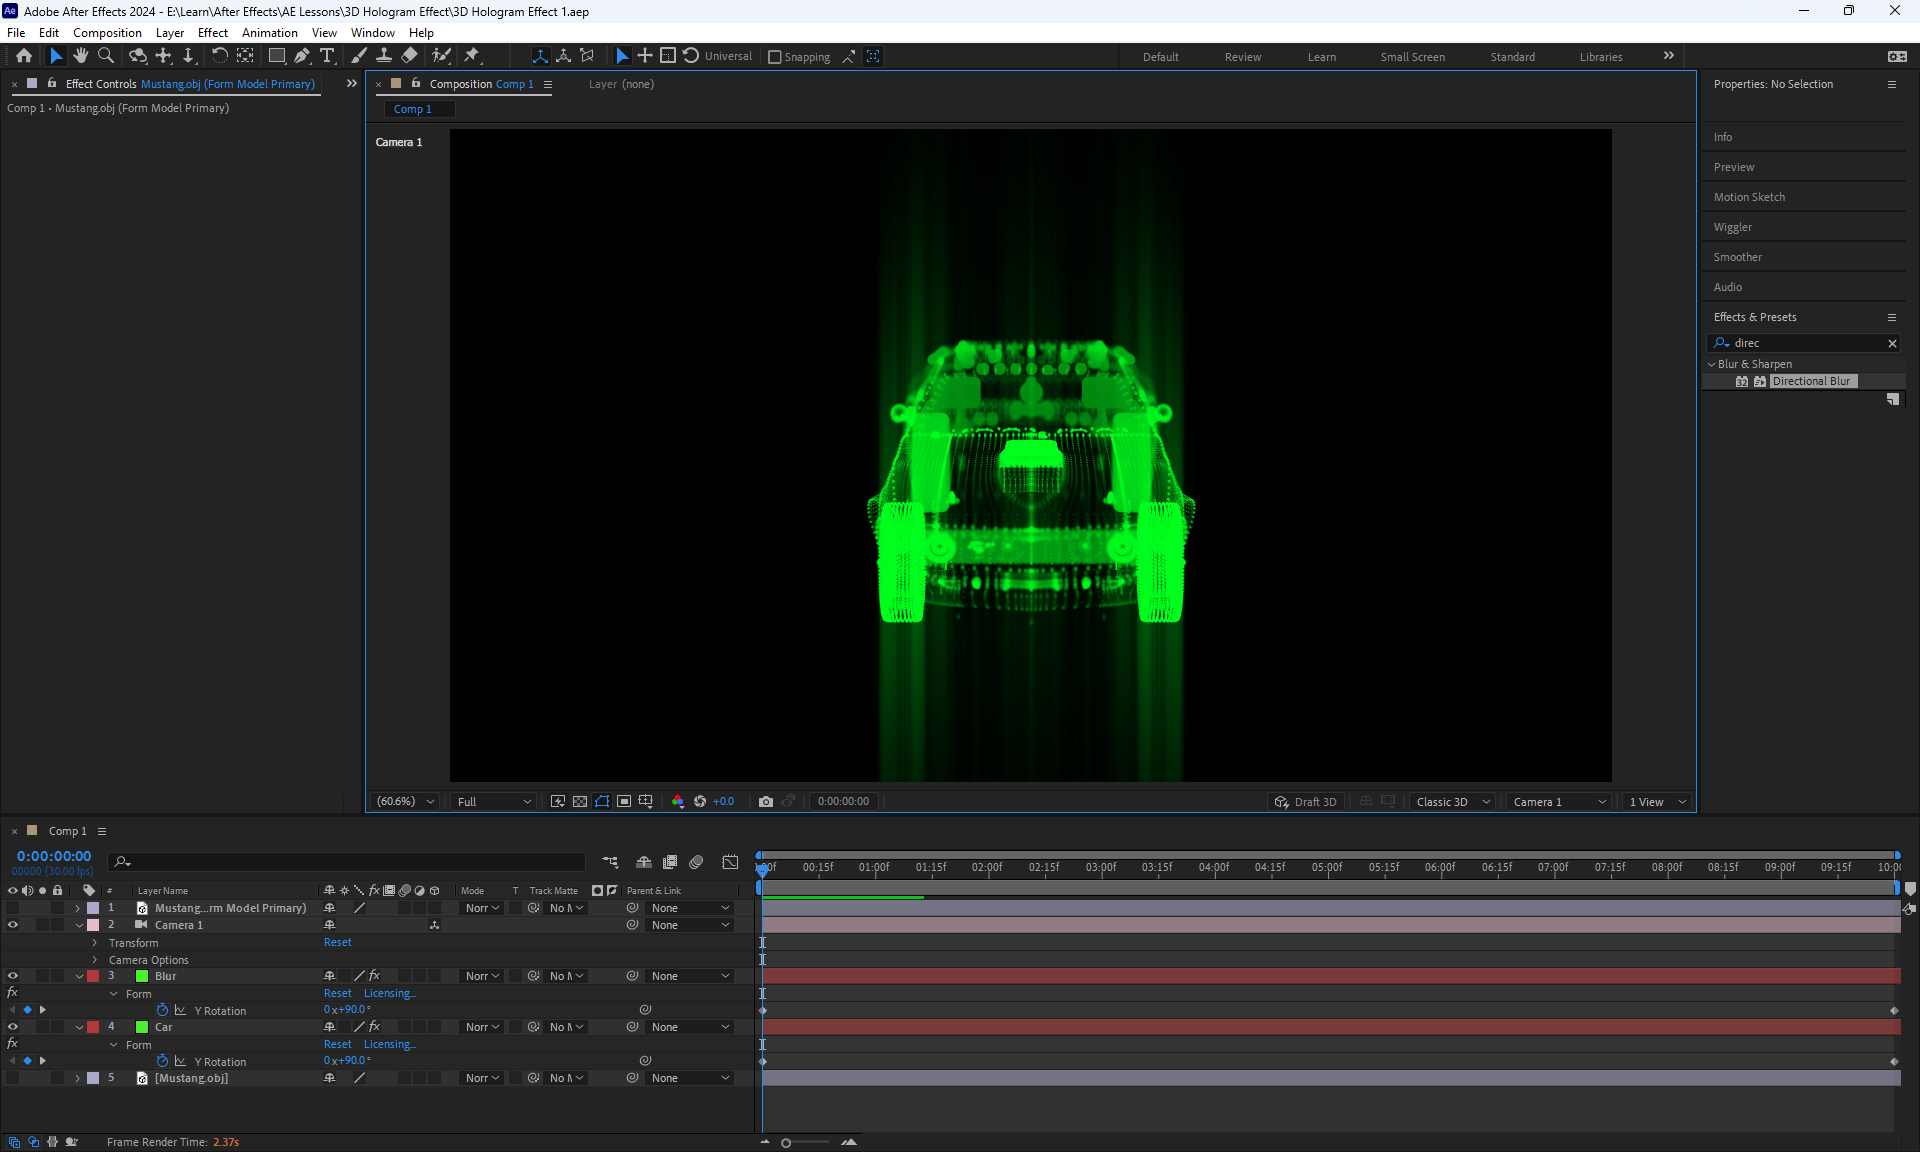 Ae Adobe After Effects 2024 - E:\Learn\After Effects\AE Lessons\3D Hologram Effect\3D Hologram Effect 1.aep
File Edit Composition Layer Effect Animation View Window Help
Universal Snapping Default Review Learn Small Screen Standard Libraries
Effect Controls Mustang.obj (Form Model Primary)
Comp 1 • Mustang.obj (Form Model Primary)
Composition Comp 1
Layer (none)
Comp 1
Camera 1
Properties: No Selection
Info
Preview
Motion Sketch
Wiggler
Smoother
Audio
Effects & Presets
direc
Blur & Sharpen
32 Directional Blur
(60.6%) Full +0.0 0:00:00:00 Draft 3D Classic 3D Camera 1 1 View
Comp 1
0:00:00:00
00000 (30.00 fps)
00f 00:15f 01:00f 01:15f 02:00f 02:15f 03:00f 03:15f 04:00f 04:15f 05:00f 05:15f 06:00f 06:15f 07:00f 07:15f 08:00f 08:15f 09:00f 09:15f 10:00
# Layer Name fx Mode T Track Matte Parent & Link
1 Mustang...rm Model Primary) Norr No M None
2 Camera 1 None
Transform Reset
Camera Options
3 Blur fx Norr No M None
fx Form Reset Licensing...
Y Rotation 0x+90.0°
4 Car fx Norr No M None
fx Form Reset Licensing...
Y Rotation 0x+90.0°
5 [Mustang.obj] Norr No M None
Frame Render Time: 2.37s